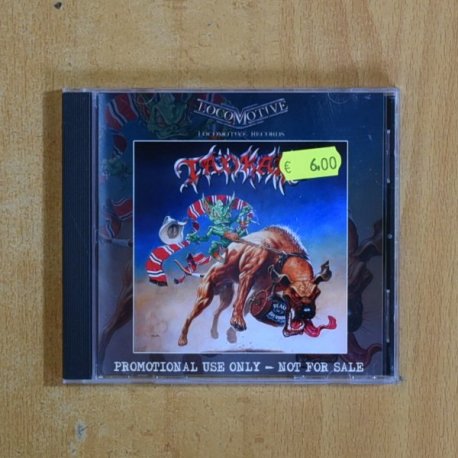 LOCOMOTIVE
LOCOMOTIVE RECORDS
€ 6.00
PROMOTIONAL USE ONLY – NOT FOR SALE